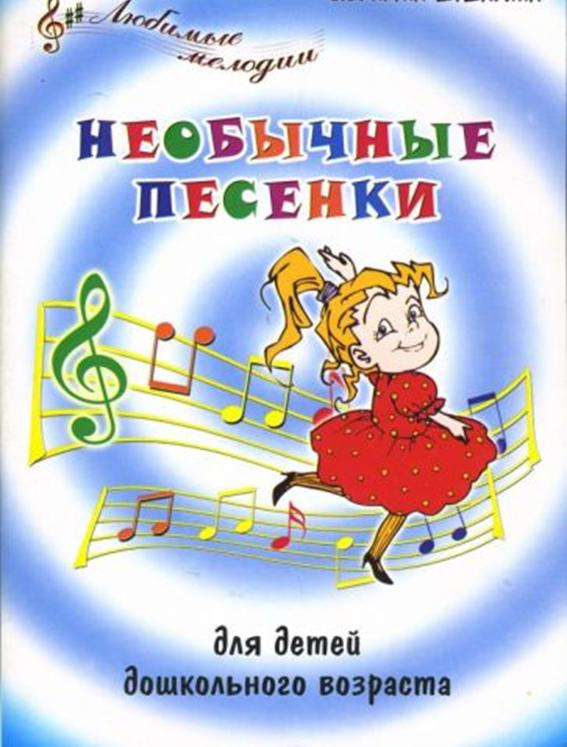 Любимые
мелодии
НЕОБЫЧНЫЕ
ПЕСЕНКИ
для детей
дошкольного возраста